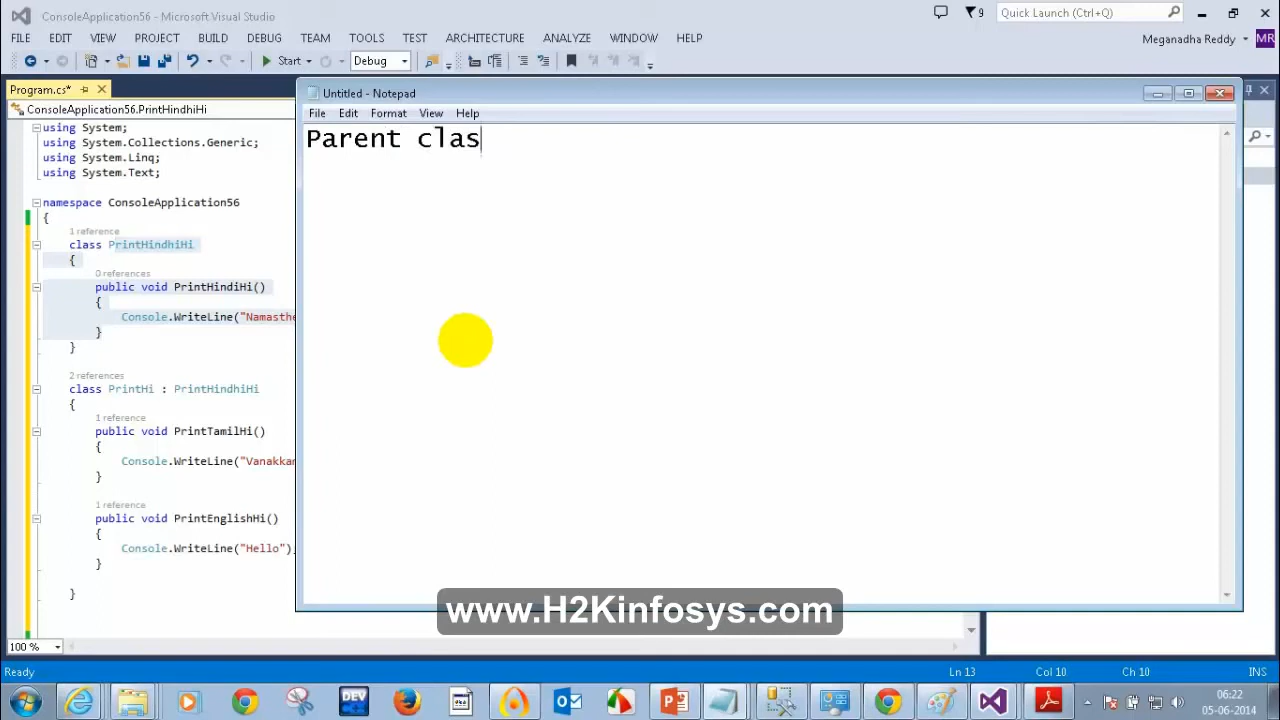 ConsoleApplication56 - Microsoft Visual Studio
9
Quick Launch (Ctrl+Q)
FILE EDIT VIEW PROJECT BUILD DEBUG TEAM TOOLS TEST ARCHITECTURE ANALYZE WINDOW HELP
Meganadha Reddy MR
Start Debug
Program.cs*
ConsoleApplication56.PrintHindhiHi
using System;
using System.Collections.Generic;
using System.Linq;
using System.Text;
namespace ConsoleApplication56
{
1 reference
class PrintHindhiHi
{
0 references
public void PrintHindiHi()
{
Console.WriteLine("Namasthe
}
}
2 references
class PrintHi : PrintHindhiHi
{
1 reference
public void PrintTamilHi()
{
Console.WriteLine("Vanakkan
}
1 reference
public void PrintEnglishHi()
{
Console.WriteLine("Hello")
}
}
100 %
Untitled - Notepad
File Edit Format View Help
Parent clas
www.H2Kinfosys.com
Ready Ln 13 Col 10 Ch 10 INS
DEV
06:22
05-06-2014